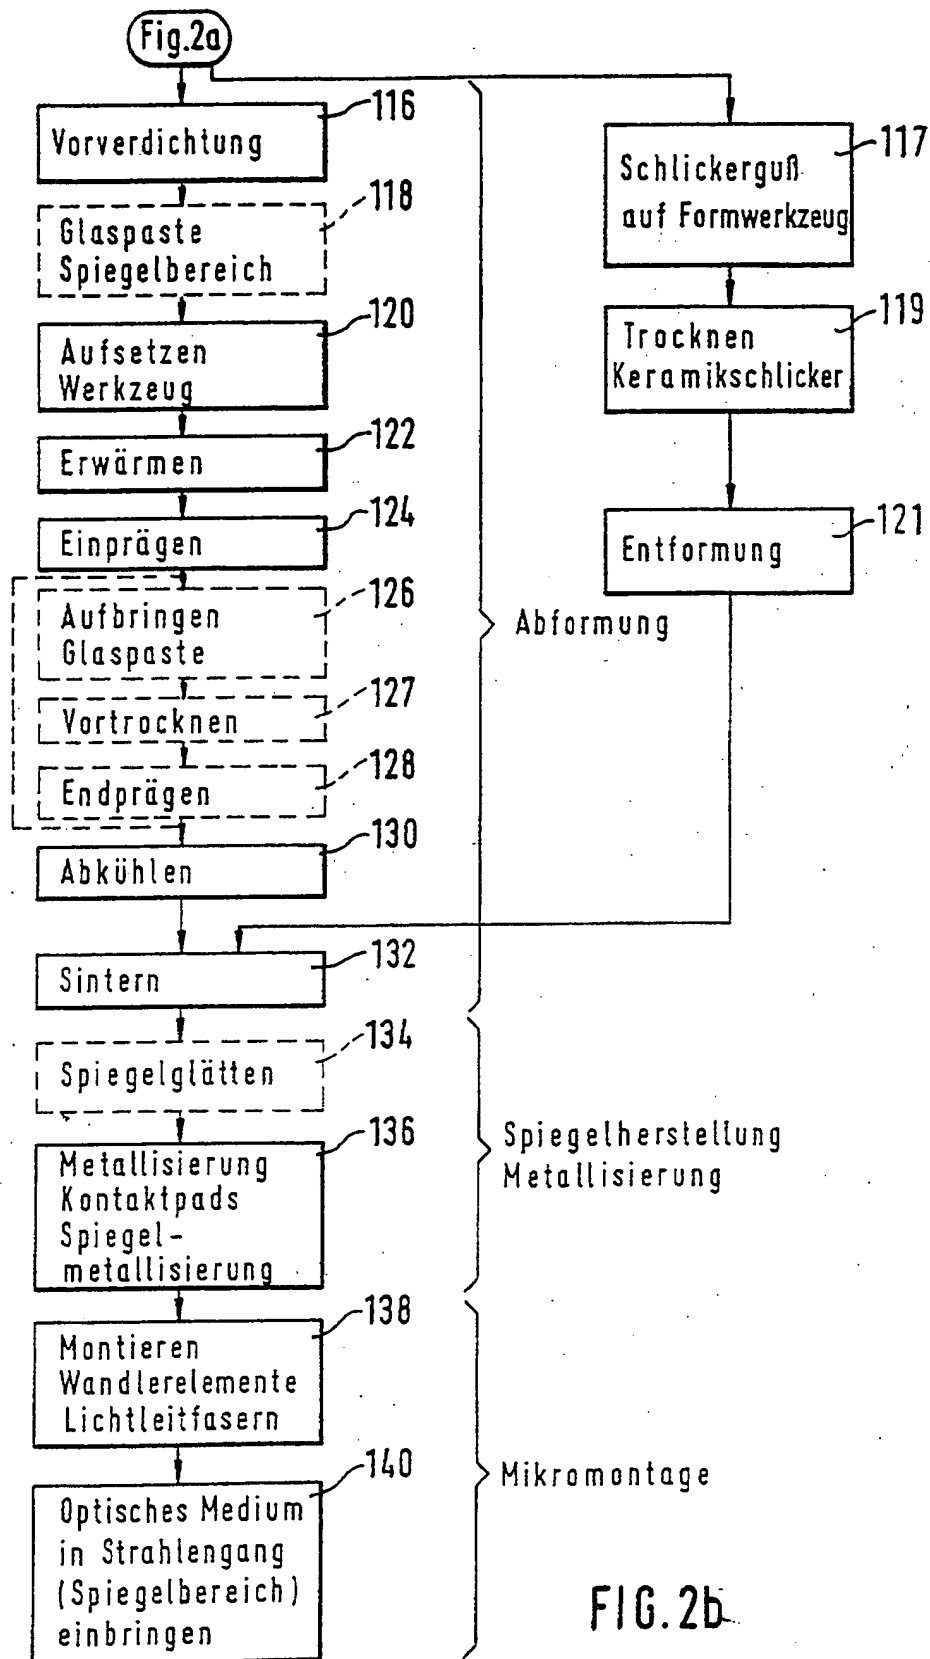 Fig.2a
116
Vorverdichtung
118
Glaspaste
Spiegelbereich
120
Aufsetzen
Werkzeug
122
Erwärmen
124
Einprägen
126
Aufbringen
Glaspaste
127
Vortrocknen
128
Endprägen
130
Abkühlen
132
Sintern
117
Schlickerguß
auf Formwerkzeug
119
Trocknen
Keramikschlicker
121
Entformung
Abformung
134
Spiegelglätten
136
Metallisierung
Kontaktpads
Spiegel-
metallisierung
Spiegelherstellung
Metallisierung
138
Montieren
Wandlerelemente
Lichtleitfasern
140
Optisches Medium
in Strahlengang
(Spiegelbereich)
einbringen
Mikromontage
FIG.2b